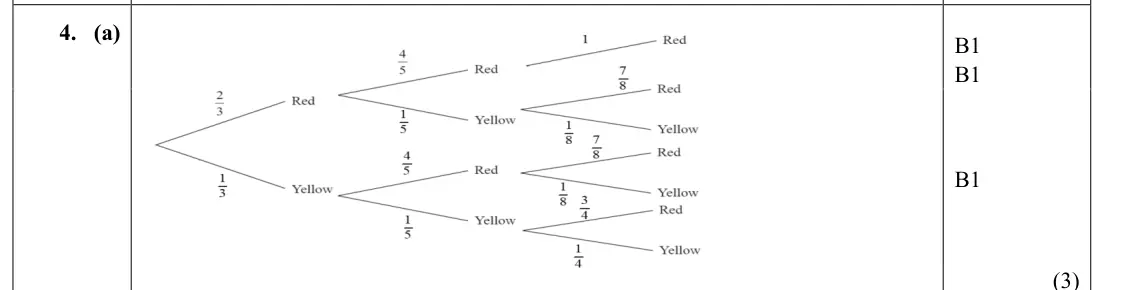 4. (a)
B1
B1
B1
(3)
2/3 Red
4/5 Red
1 Red
1/5 Yellow
7/8 Red
1/8 Yellow
1/3 Yellow
4/5 Red
7/8 Red
1/8 Yellow
1/5 Yellow
3/4 Red
1/4 Yellow